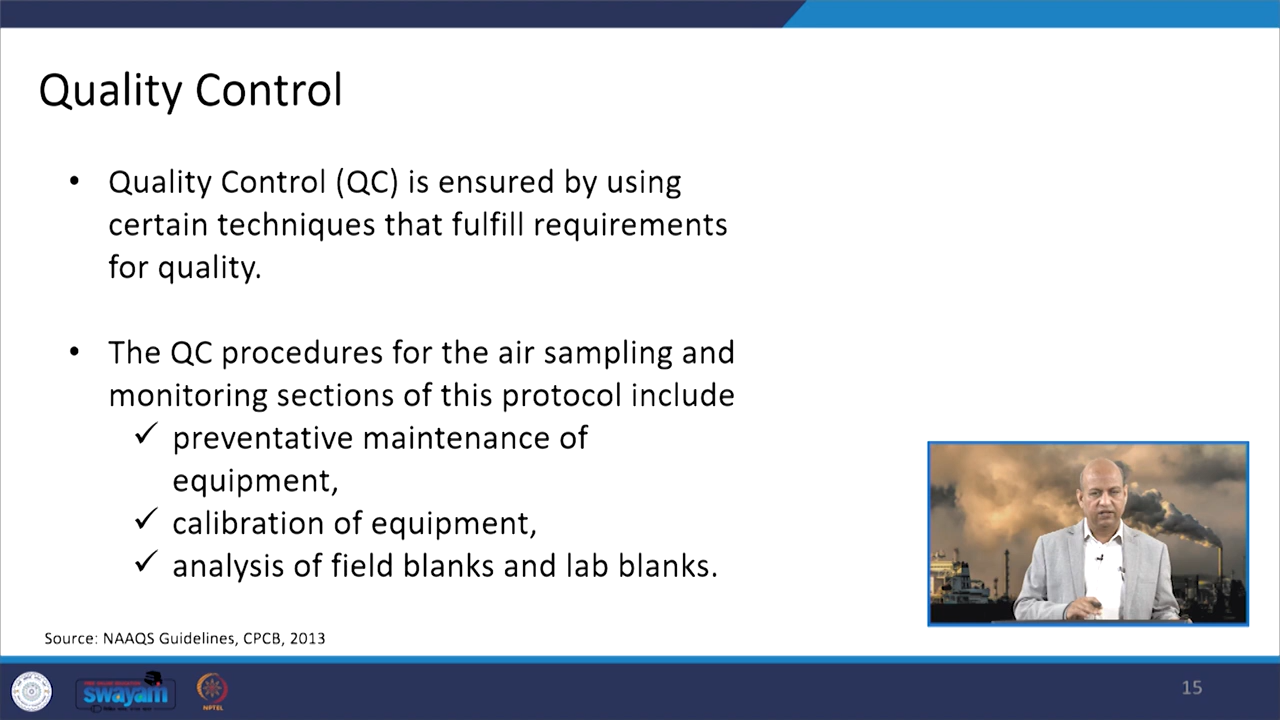 Quality Control
• Quality Control (QC) is ensured by using
certain techniques that fulfill requirements
for quality.
• The QC procedures for the air sampling and
monitoring sections of this protocol include
✓ preventative maintenance of
equipment,
✓ calibration of equipment,
✓ analysis of field blanks and lab blanks.
Source: NAAQS Guidelines, CPCB, 2013
swayam
NPTEL
15